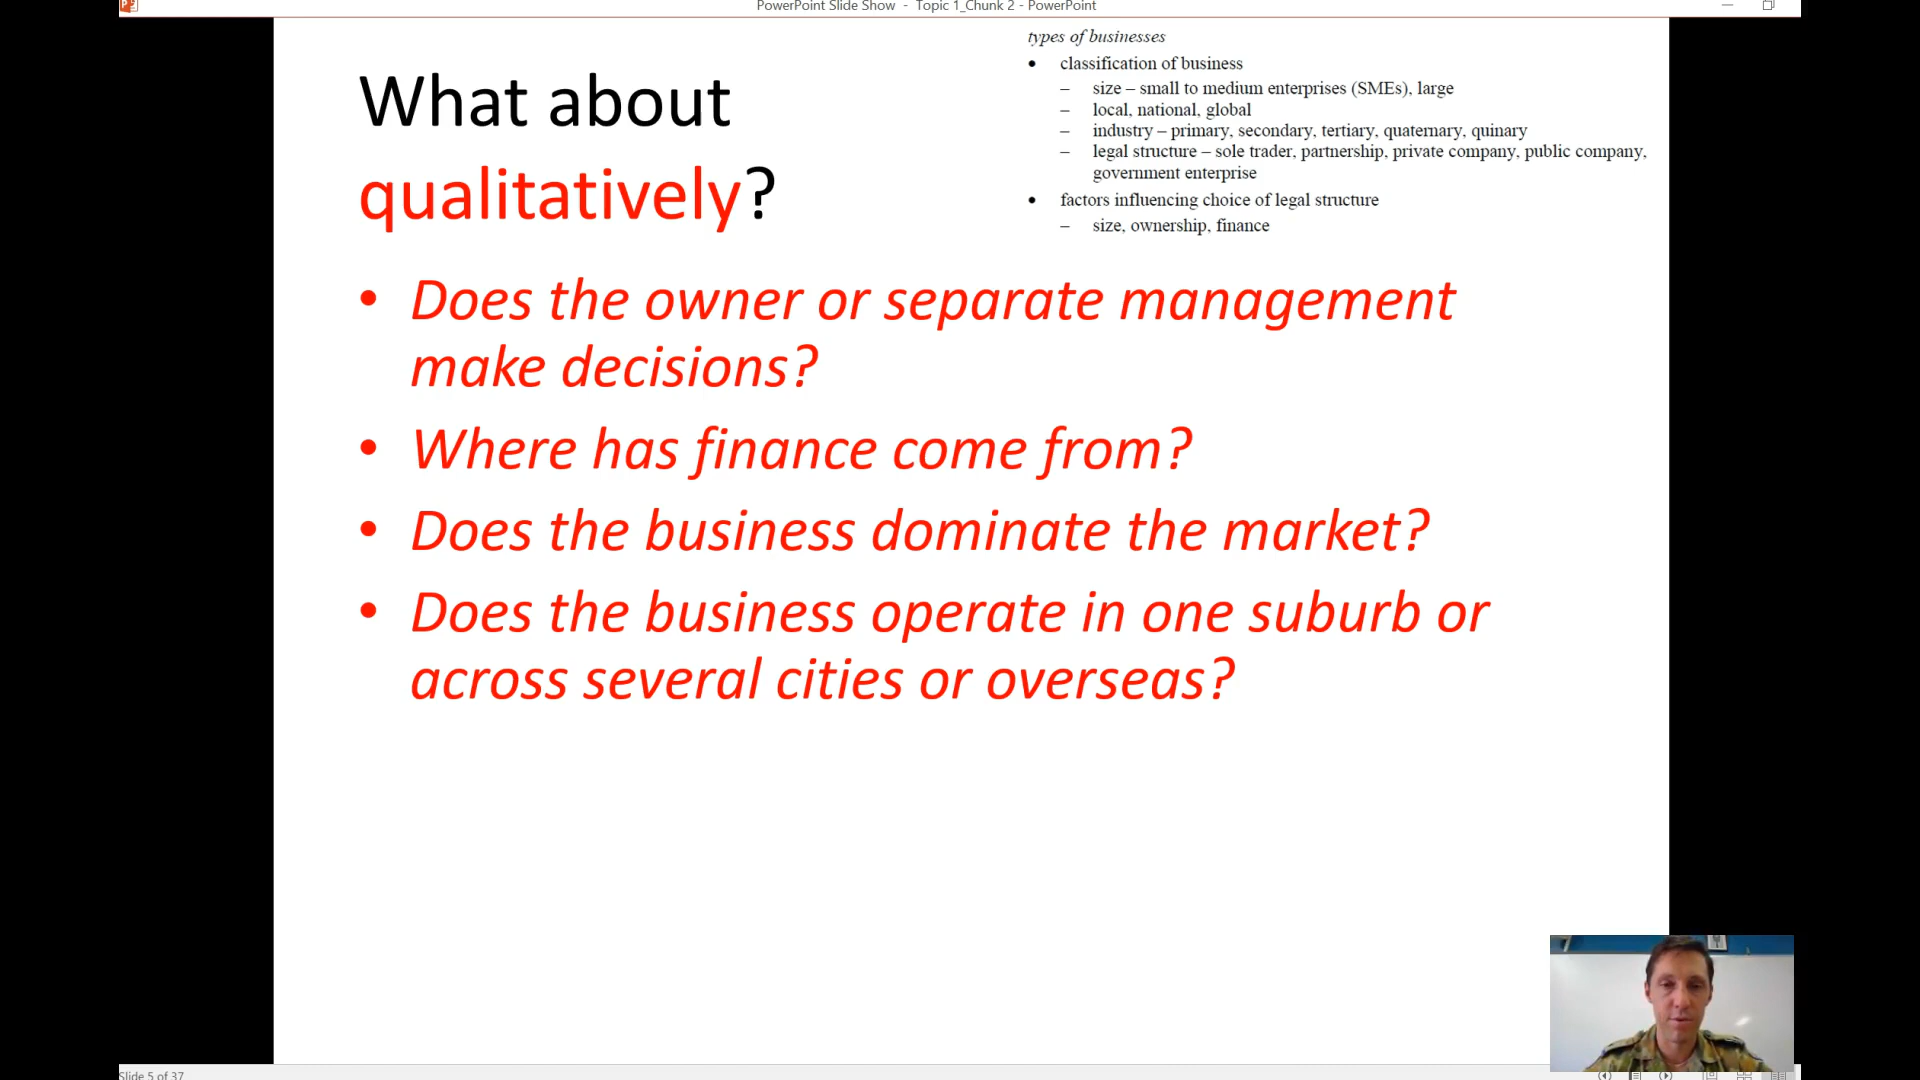 PowerPoint Slide Show - Topic 1_Chunk 2 - PowerPoint
types of businesses
• classification of business
– size – small to medium enterprises (SMEs), large
– local, national, global
– industry – primary, secondary, tertiary, quaternary, quinary
– legal structure – sole trader, partnership, private company, public company,
government enterprise
• factors influencing choice of legal structure
– size, ownership, finance
What about
qualitatively?
• Does the owner or separate management
make decisions?
• Where has finance come from?
• Does the business dominate the market?
• Does the business operate in one suburb or
across several cities or overseas?
Slide 5 of 37